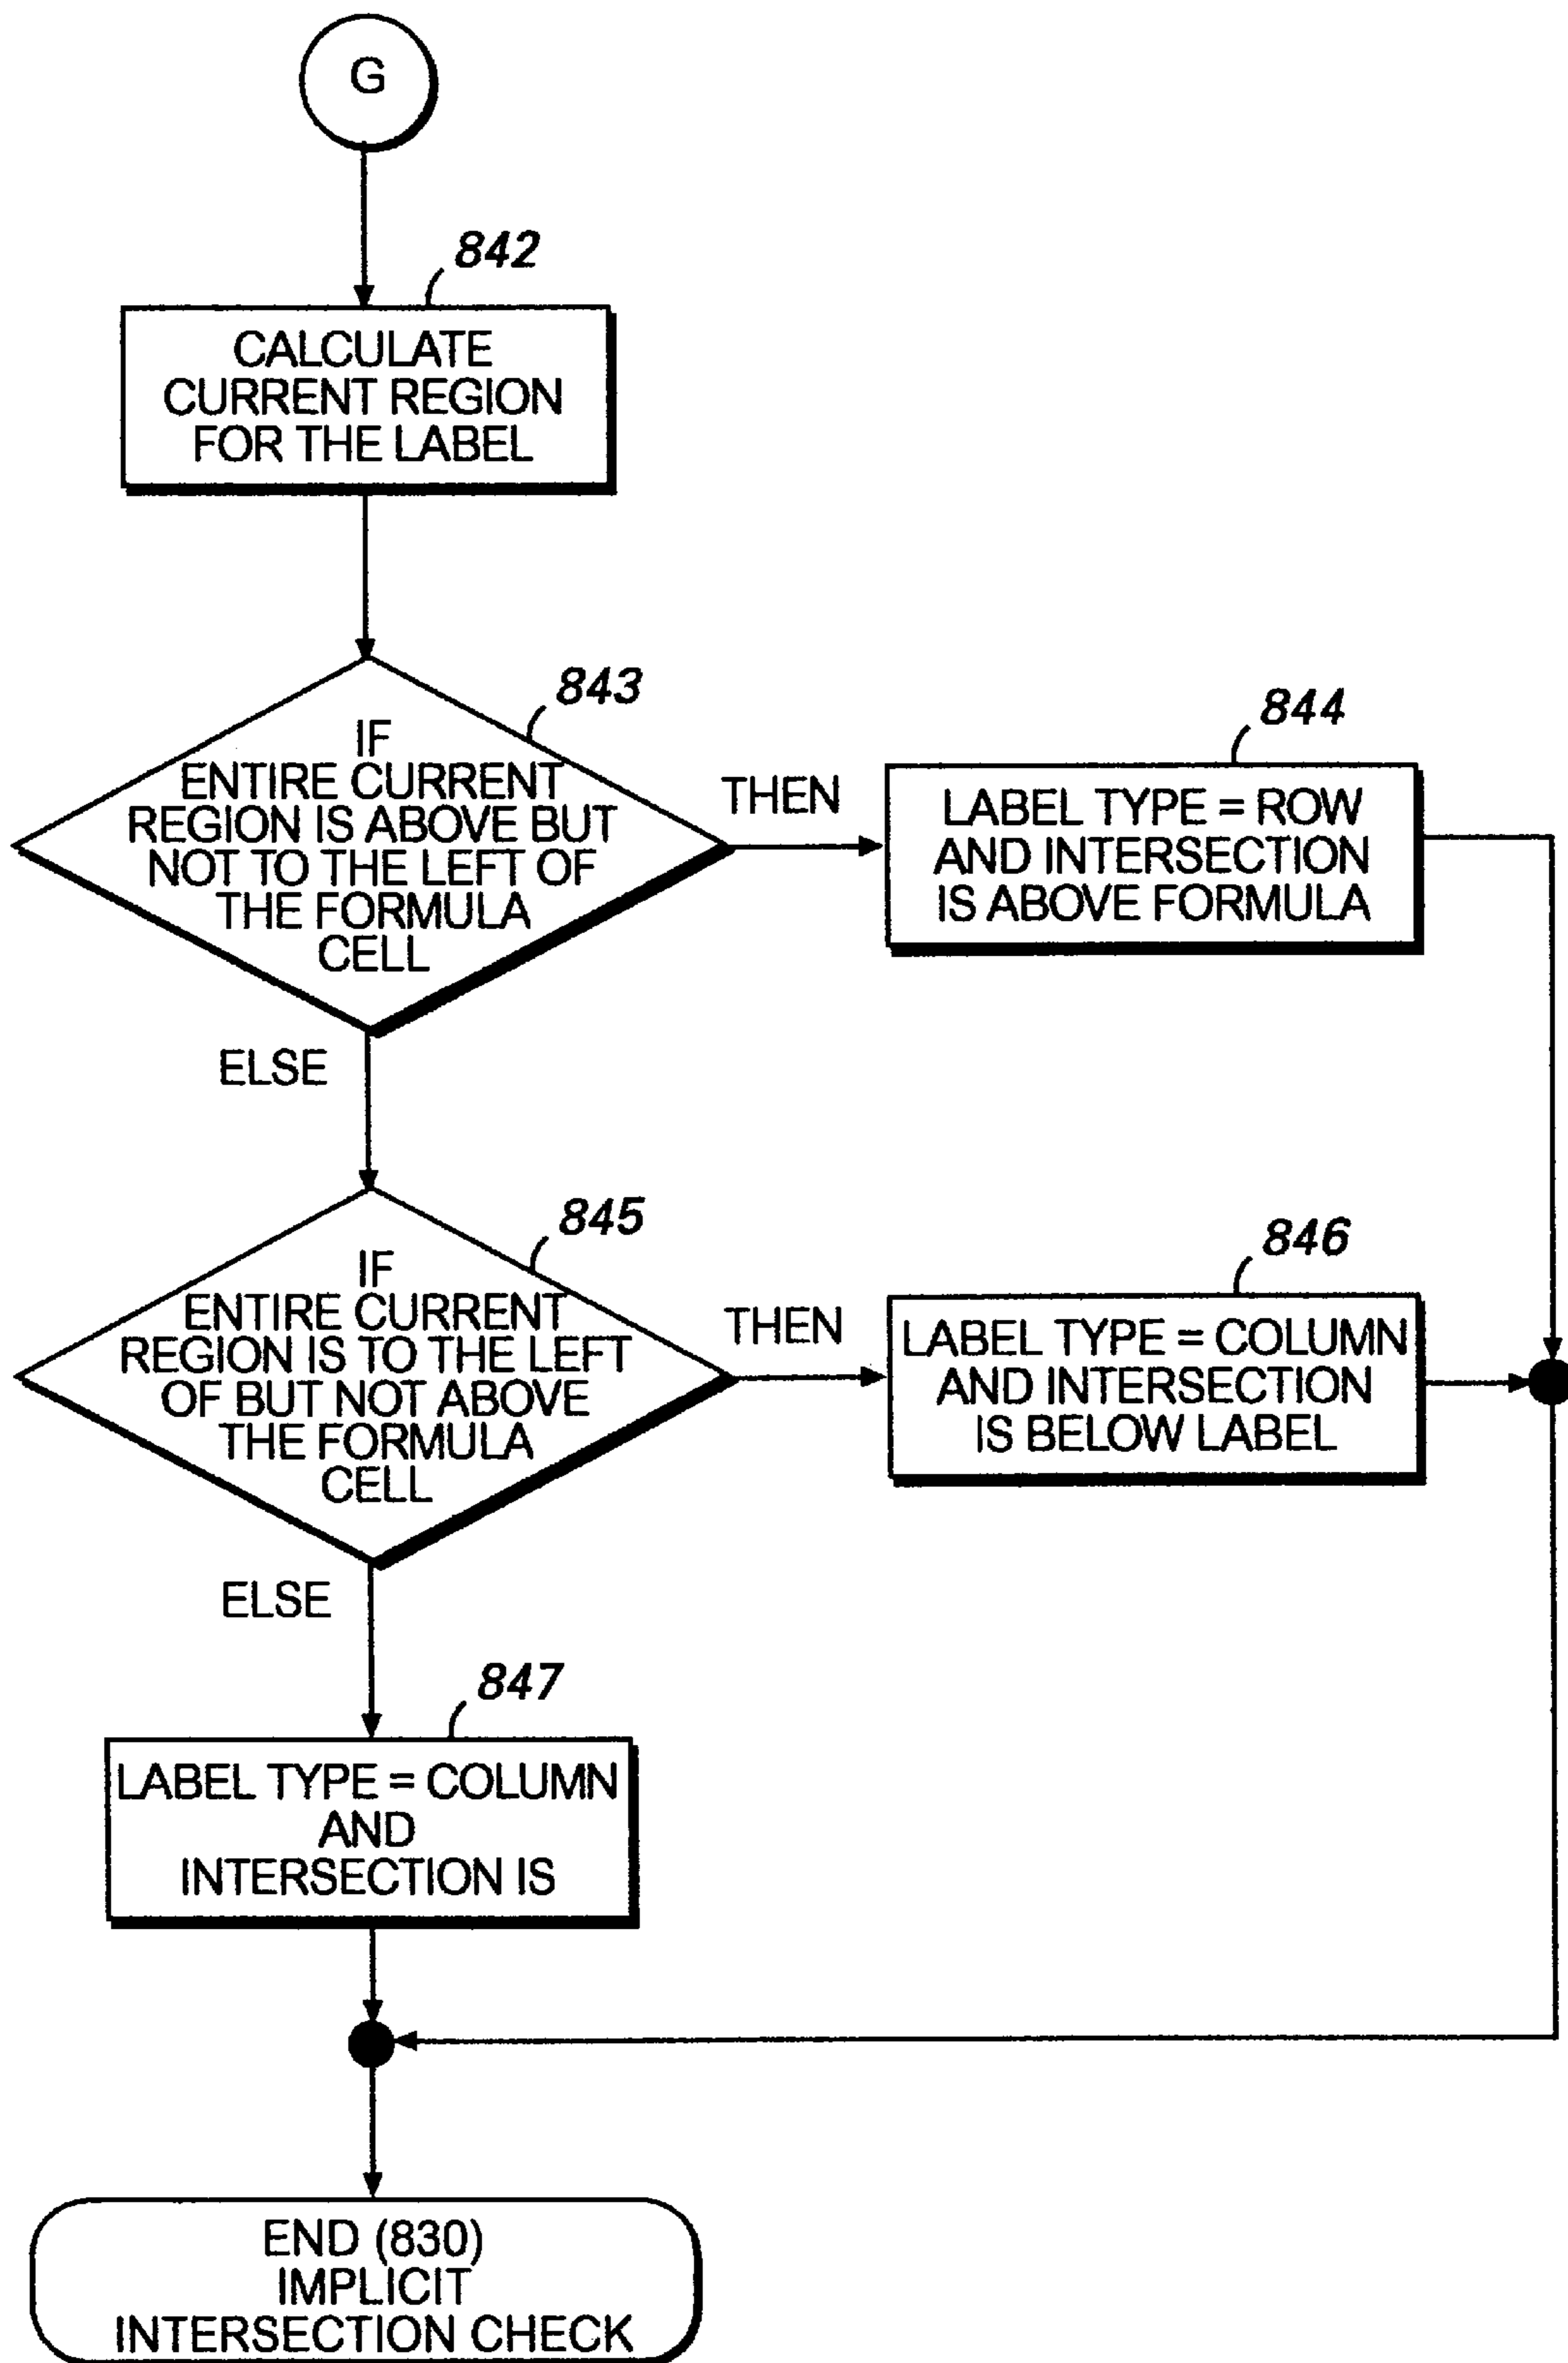 G
842
CALCULATE
CURRENT REGION
FOR THE LABEL
843
IF
ENTIRE CURRENT
REGION IS ABOVE BUT
NOT TO THE LEFT OF
THE FORMULA
CELL
THEN
844
LABEL TYPE = ROW
AND INTERSECTION
IS ABOVE FORMULA
ELSE
845
IF
ENTIRE CURRENT
REGION IS TO THE LEFT
OF BUT NOT ABOVE
THE FORMULA
CELL
THEN
846
LABEL TYPE = COLUMN
AND INTERSECTION
IS BELOW LABEL
ELSE
847
LABEL TYPE = COLUMN
AND
INTERSECTION IS
END (830)
IMPLICIT
INTERSECTION CHECK